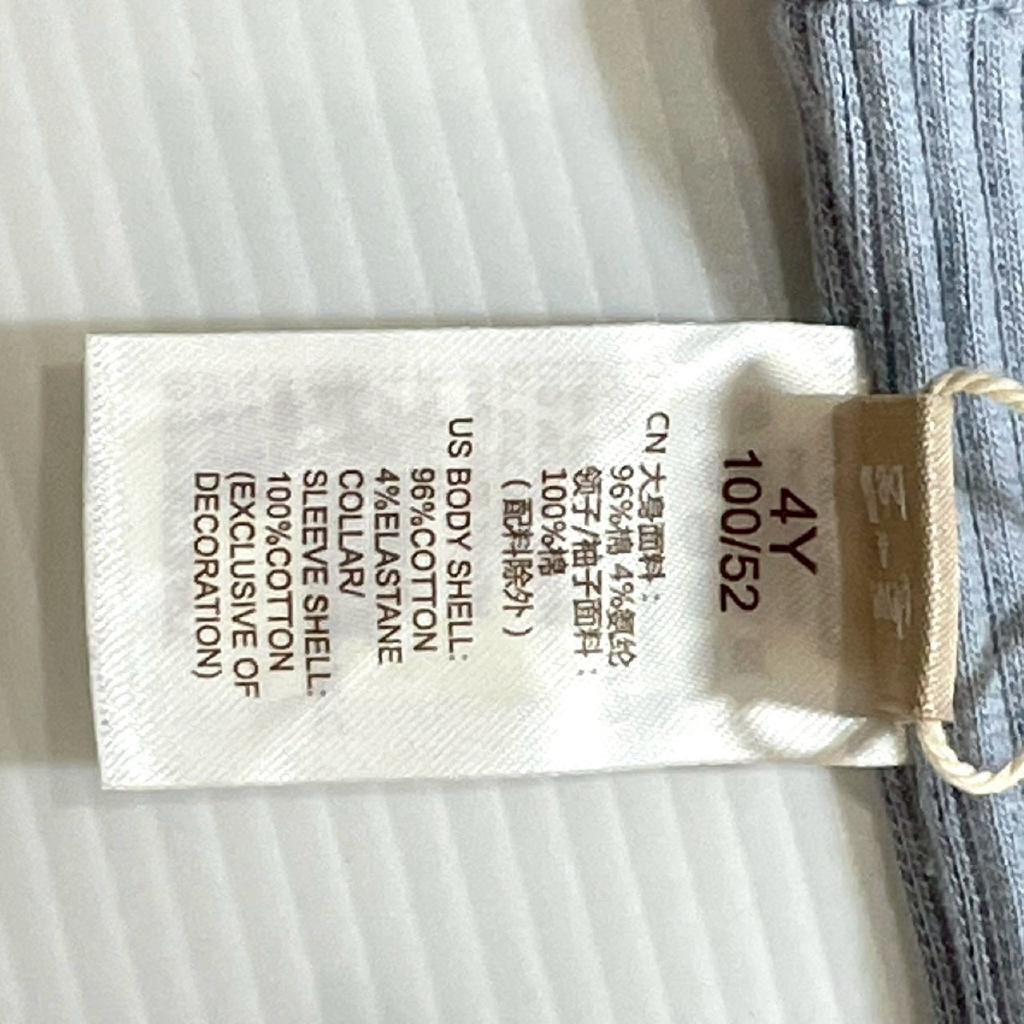 4Y
100/52
CN 大身面料：
96%棉 4%氨纶
领子/袖子面料：
100%棉
（配料除外）
US BODY SHELL:
96%COTTON
4%ELASTANE
COLLAR/
SLEEVE SHELL:
100%COTTON
(EXCLUSIVE OF
DECORATION)